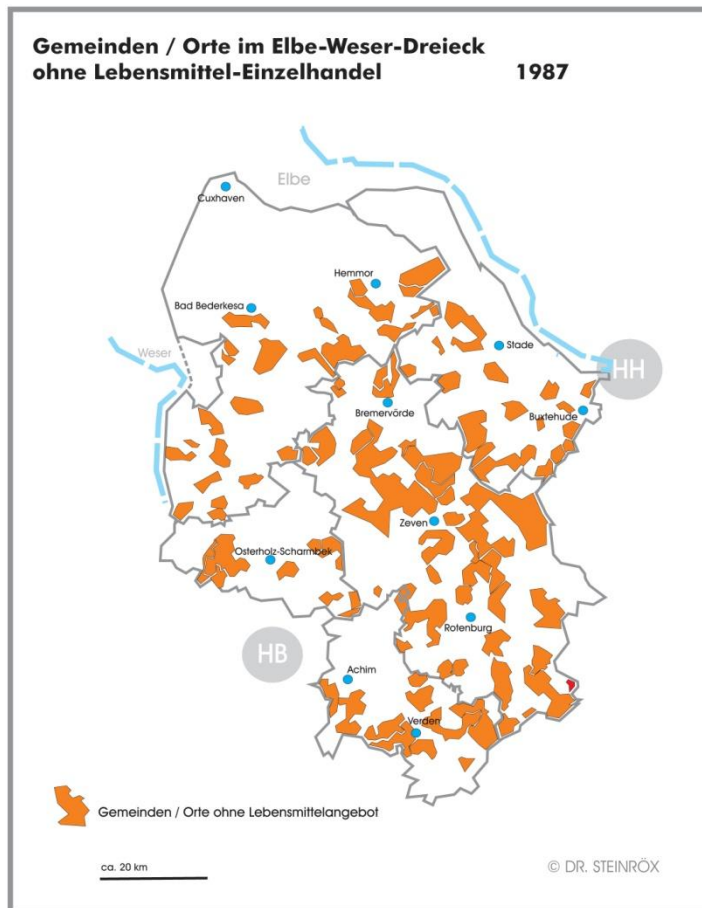 Gemeinden / Orte im Elbe-Weser-Dreieck
ohne Lebensmittel-Einzelhandel 1987
Elbe
Cuxhaven
Hemmor
Bad Bederkesa
Stade
Weser
HH
Bremervörde
Buxtehude
Zeven
Osterholz-Scharmbek
Rotenburg
HB
Achim
Verden
Gemeinden / Orte ohne Lebensmittelangebot
ca. 20 km
© DR. STEINRÖX